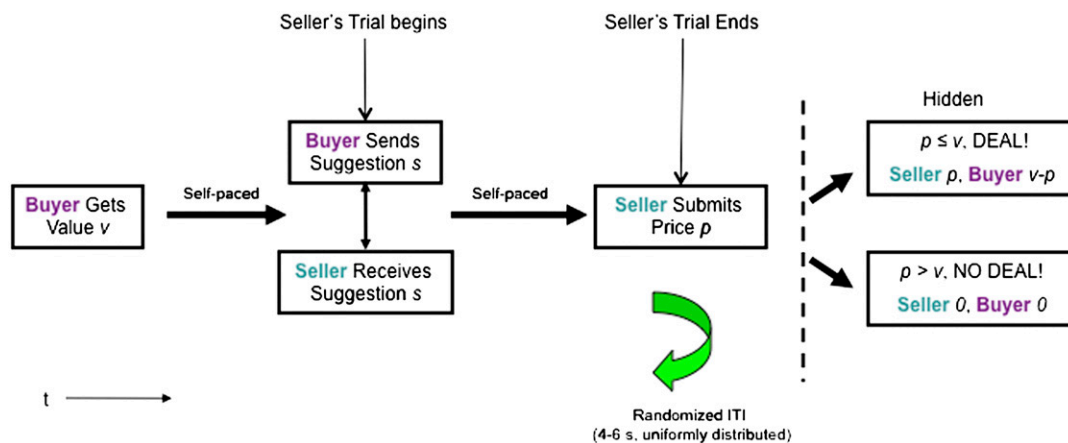 Seller's Trial begins
Seller's Trial Ends
Hidden
Buyer Gets
Value v
Self-paced
Buyer Sends
Suggestion s
Seller Receives
Suggestion s
Self-paced
Seller Submits
Price p
p ≤ v, DEAL!
Seller p, Buyer v-p
p > v, NO DEAL!
Seller 0, Buyer 0
t
Randomized ITI
(4-6 s, uniformly distributed)